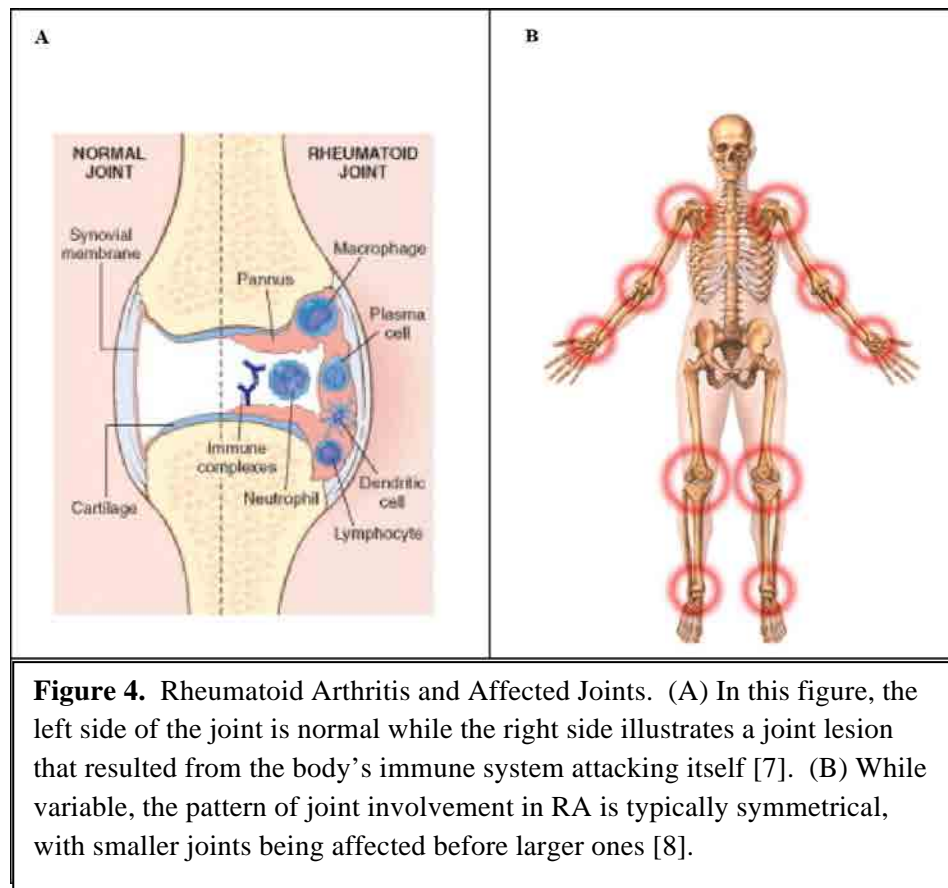 A
B
NORMAL
JOINT
RHEUMATOID
JOINT
Synovial
membrane
Macrophage
Pannus
Plasma
cell
Immune
complexes
Neutrophil
Dendritic
cell
Cartilage
Lymphocyte
Figure 4. Rheumatoid Arthritis and Affected Joints. (A) In this figure, the
left side of the joint is normal while the right side illustrates a joint lesion
that resulted from the body’s immune system attacking itself [7]. (B) While
variable, the pattern of joint involvement in RA is typically symmetrical,
with smaller joints being affected before larger ones [8].